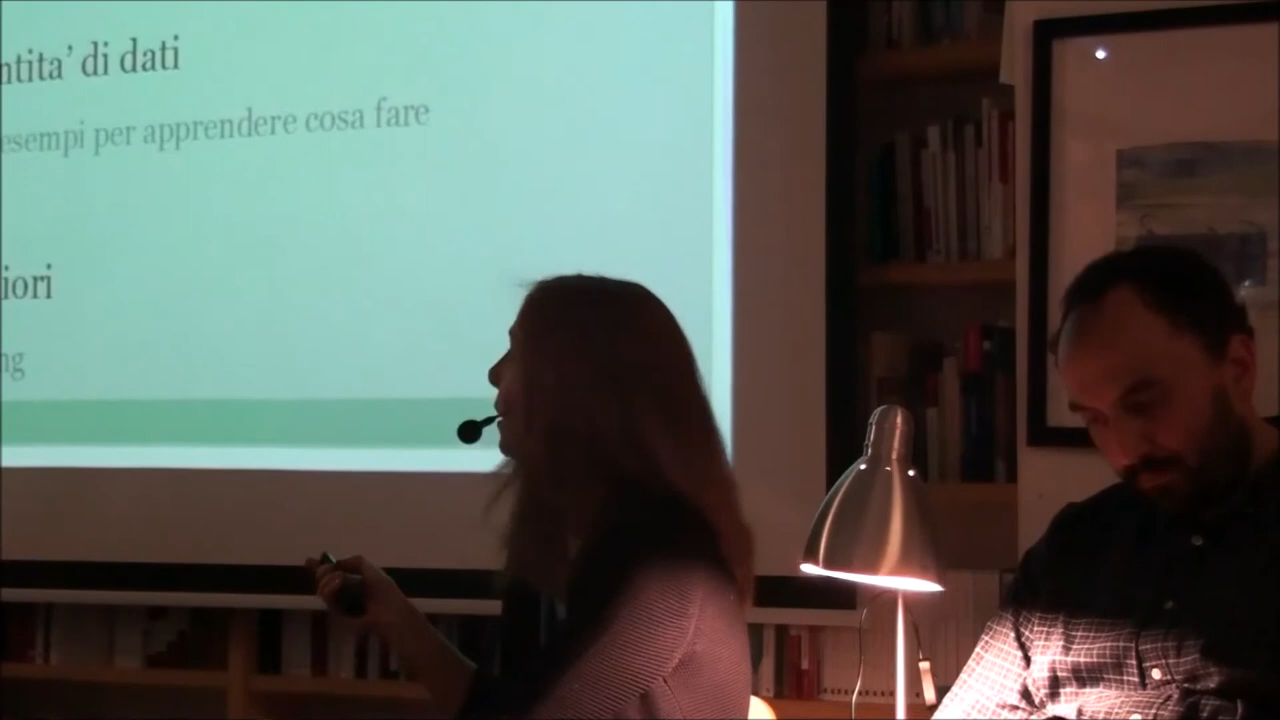 ntita' di dati
esempi per apprendere cosa fare
iori
ng